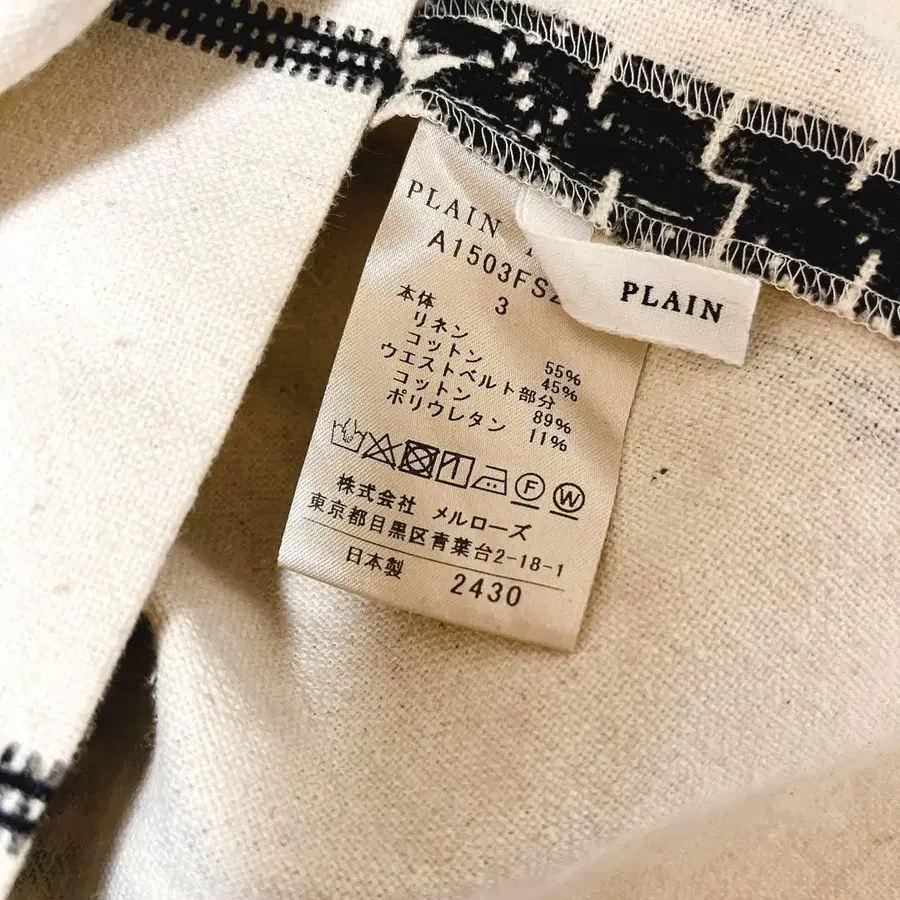 PLAIN
A1503FS
3
本体
リネン 55%
コットン 45%
ウエストベルト部分
コットン 89%
ポリウレタン 11%
F W
株式会社 メルローズ
東京都目黒区青葉台2-18-1
日本製 2430
PLAIN